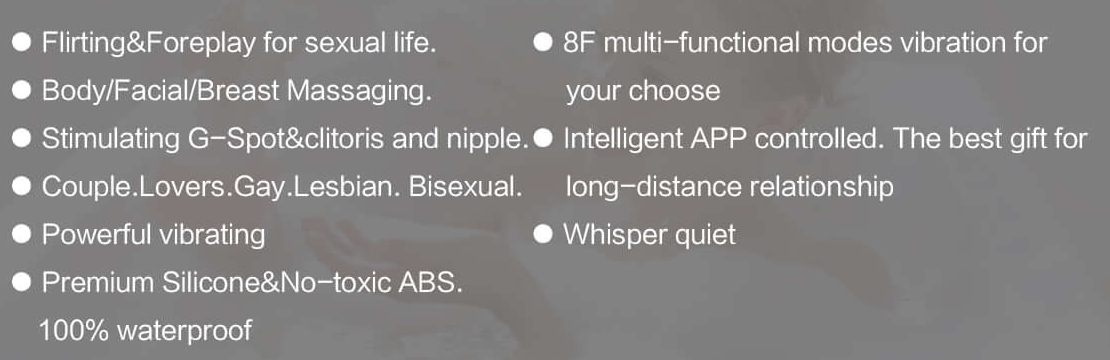 ● Flirting&Foreplay for sexual life.
● Body/Facial/Breast Massaging.
● Stimulating G-Spot&clitoris and nipple.
● Couple.Lovers.Gay.Lesbian. Bisexual.
● Powerful vibrating
● Premium Silicone&No-toxic ABS.
100% waterproof
● 8F multi-functional modes vibration for
your choose
● Intelligent APP controlled. The best gift for
long-distance relationship
● Whisper quiet